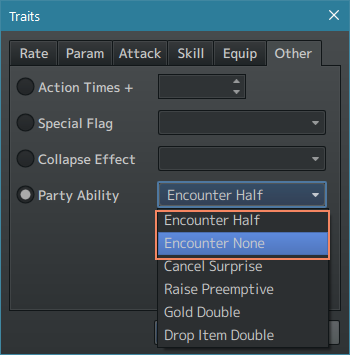 Traits
Rate Param Attack Skill Equip Other
Action Times +
Special Flag
Collapse Effect
Party Ability Encounter Half
Encounter Half
Encounter None
Cancel Surprise
Raise Preemptive
Gold Double
Drop Item Double